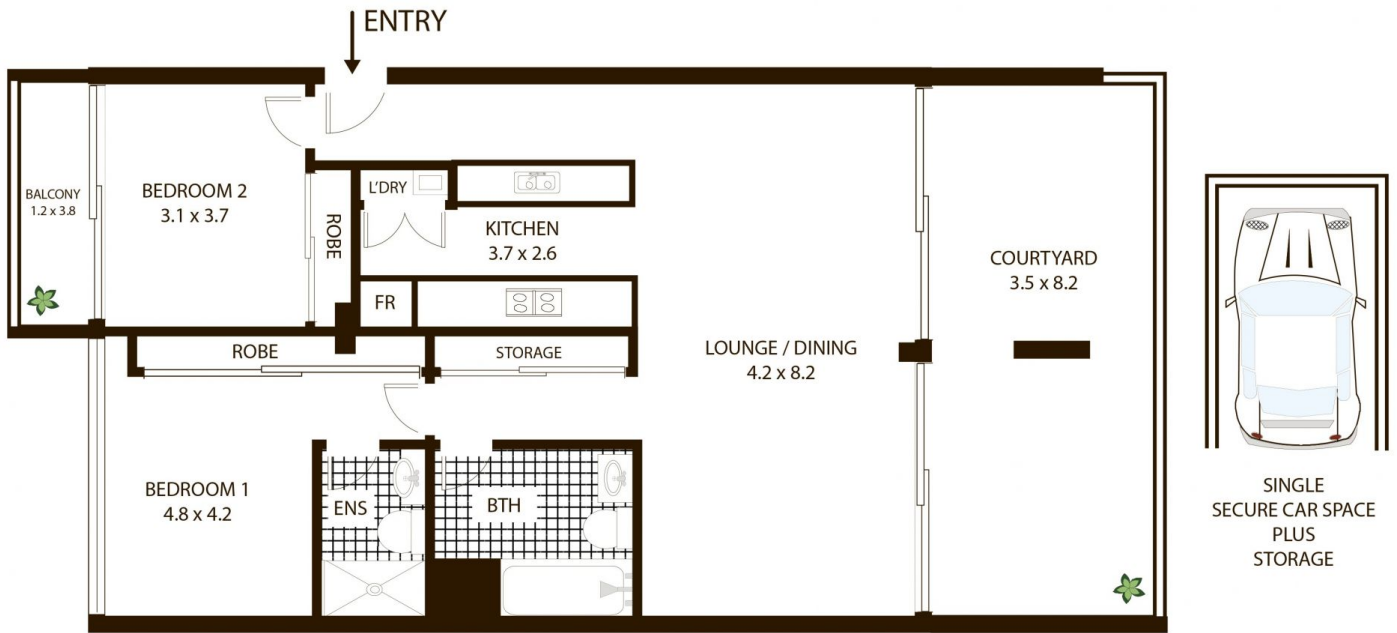 ENTRY
BALCONY
1.2 x 3.8
BEDROOM 2
3.1 x 3.7
ROBE
L'DRY
KITCHEN
3.7 x 2.6
FR
COURTYARD
3.5 x 8.2
ROBE
STORAGE
LOUNGE / DINING
4.2 x 8.2
BEDROOM 1
4.8 x 4.2
ENS
BTH
SINGLE
SECURE CAR SPACE
PLUS
STORAGE